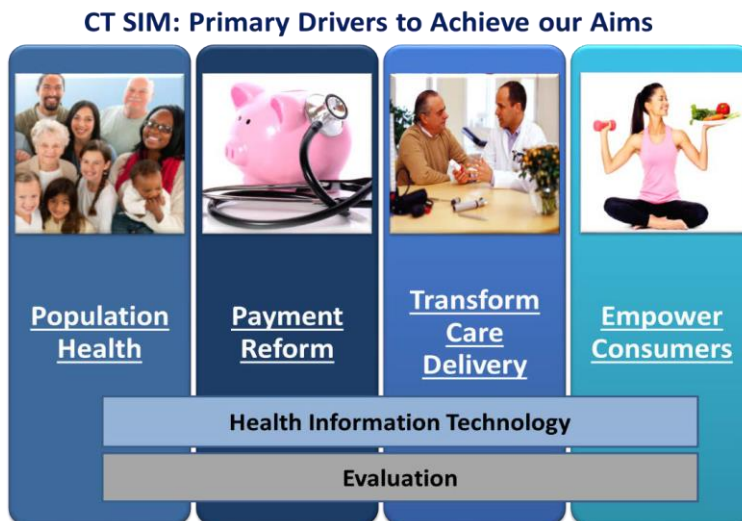 CT SIM: Primary Drivers to Achieve our Aims
Population
Health
Payment
Reform
Transform
Care
Delivery
Empower
Consumers
Health Information Technology
Evaluation